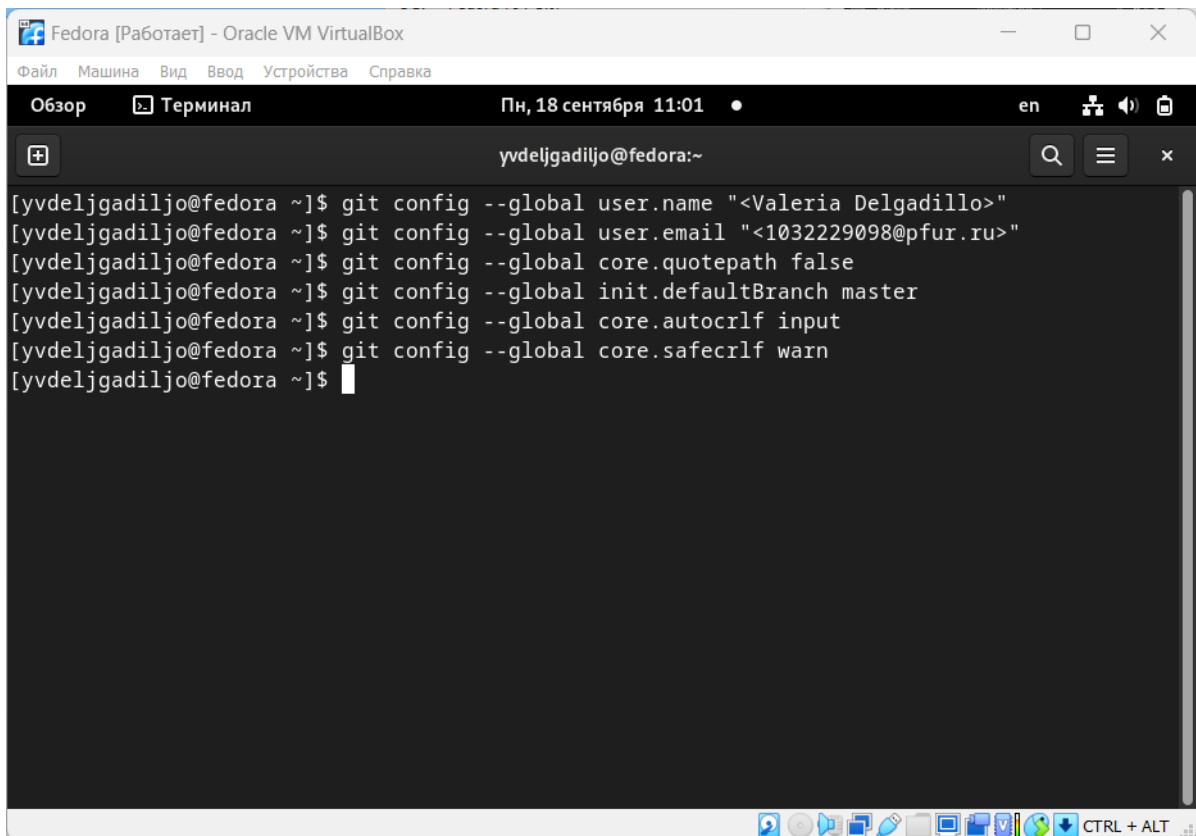 Fedora [Работает] - Oracle VM VirtualBox
Файл Машина Вид Ввод Устройства Справка
Обзор Терминал Пн, 18 сентября 11:01 en
yvdeljgadiljo@fedora:~
[yvdeljgadiljo@fedora ~]$ git config --global user.name "<Valeria Delgadillo>"
[yvdeljgadiljo@fedora ~]$ git config --global user.email "<1032229098@pfur.ru>"
[yvdeljgadiljo@fedora ~]$ git config --global core.quotepath false
[yvdeljgadiljo@fedora ~]$ git config --global init.defaultBranch master
[yvdeljgadiljo@fedora ~]$ git config --global core.autocrlf input
[yvdeljgadiljo@fedora ~]$ git config --global core.safecrlf warn
[yvdeljgadiljo@fedora ~]$
CTRL + ALT